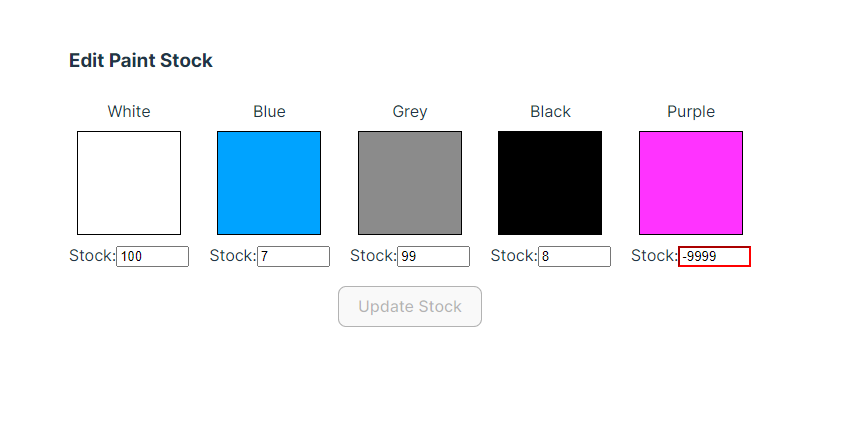 Edit Paint Stock
White Blue Grey Black Purple
Stock: 100 Stock: 7 Stock: 99 Stock: 8 Stock: -9999
Update Stock